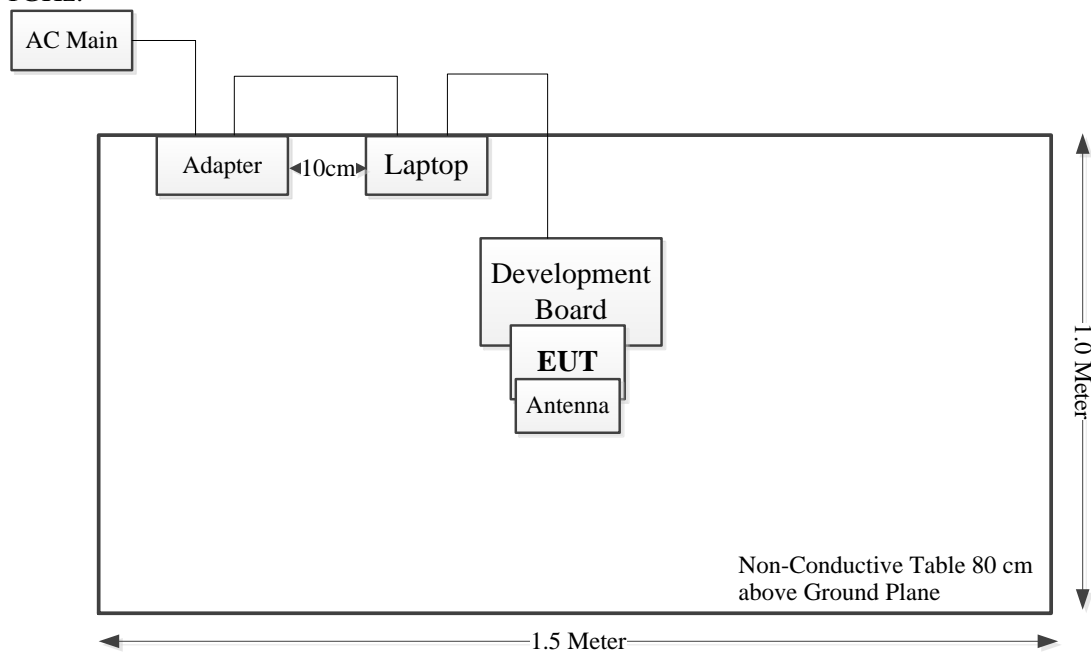 AC Main
Adapter
10cm
Laptop
Development
Board
EUT
Antenna
1.0 Meter
Non-Conductive Table 80 cm
above Ground Plane
1.5 Meter